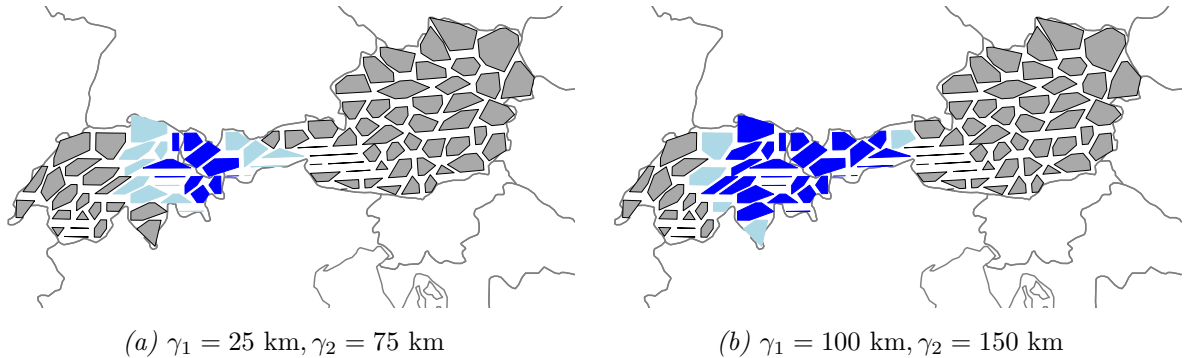 (a) γ₁ = 25 km, γ₂ = 75 km
(b) γ₁ = 100 km, γ₂ = 150 km